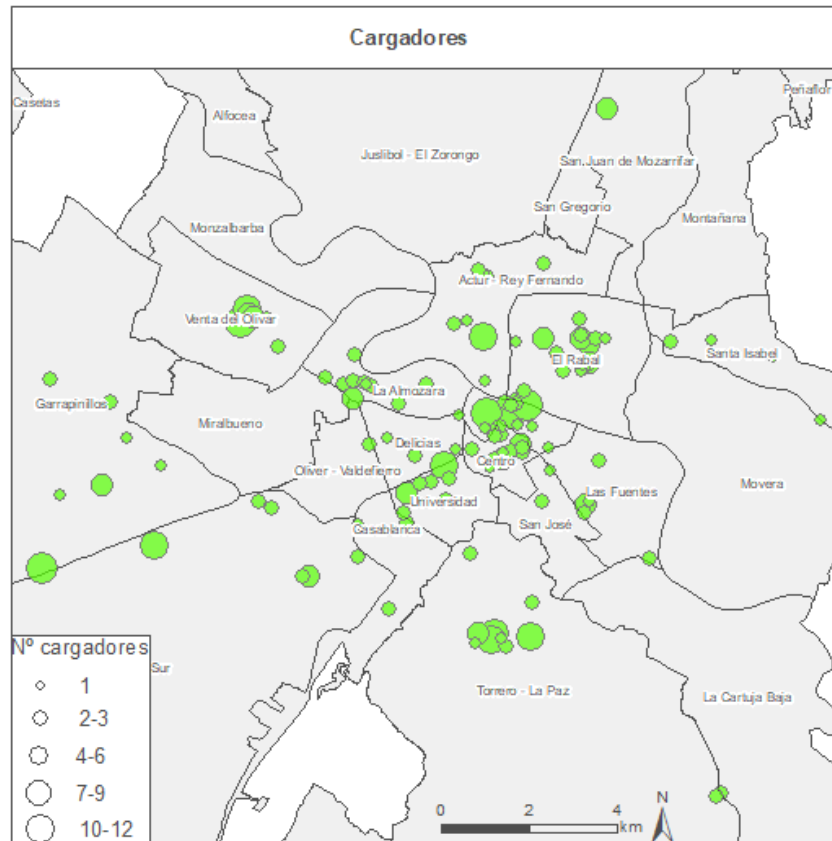 Cargadores
Casetas
Peñaflor
Alfocea
Juslibol - El Zorongo
San Juan de Mozarrifar
San Gregorio
Montañana
Monzalbarba
Actur - Rey Fernando
Venta del Olivar
El Rabal
Santa Isabel
La Almozara
Garrapinillos
Miralbueno
Delicias
Oliver - Valdefierro
Centro
Movera
Las Fuentes
Universidad
San José
Casablanca
Nº cargadores
Sur
1
2-3
4-6
7-9
10-12
Torrero - La Paz
La Cartuja Baja
0 2 4
km
N